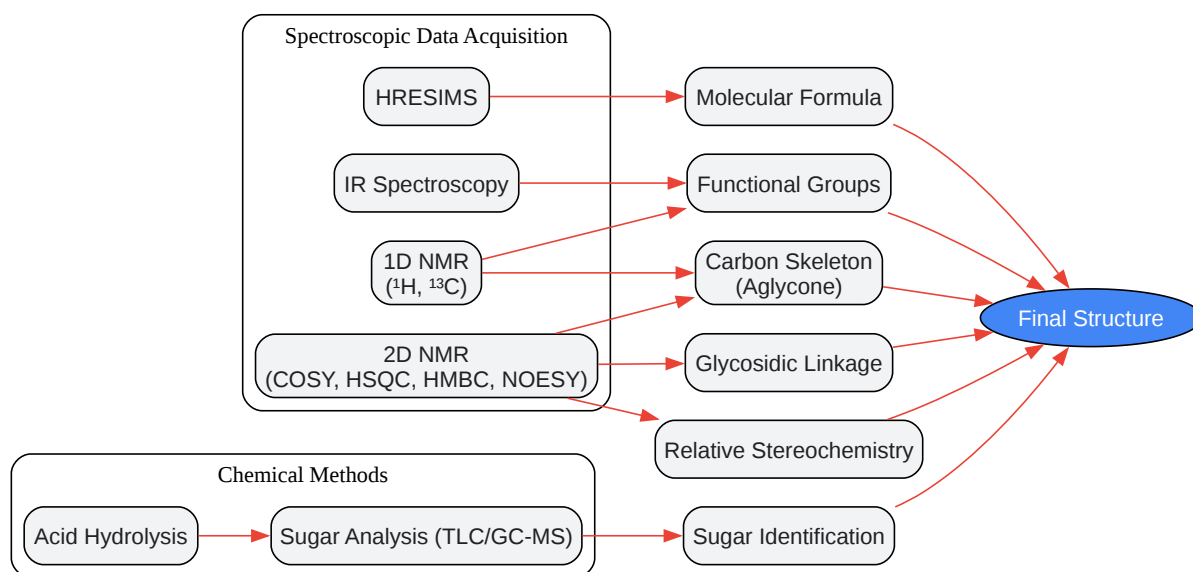 Spectroscopic Data Acquisition
HRESIMS
Molecular Formula
IR Spectroscopy
Functional Groups
1D NMR
(¹H, ¹³C)
Carbon Skeleton
(Aglycone)
Final Structure
2D NMR
(COSY, HSQC, HMBC, NOESY)
Glycosidic Linkage
Relative Stereochemistry
Chemical Methods
Acid Hydrolysis
Sugar Analysis (TLC/GC-MS)
Sugar Identification